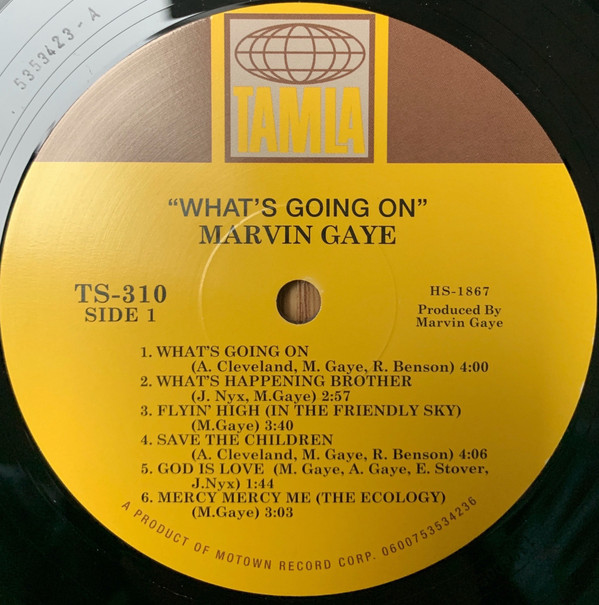 5353423-A
TAMLA
"WHAT'S GOING ON"
MARVIN GAYE
TS-310
SIDE 1
HS-1867
Produced By
Marvin Gaye
1. WHAT'S GOING ON
(A. Cleveland, M. Gaye, R. Benson) 4:00
2. WHAT'S HAPPENING BROTHER
(J. Nyx, M.Gaye) 2:57
3. FLYIN' HIGH (IN THE FRIENDLY SKY)
(M.Gaye) 3:40
4. SAVE THE CHILDREN
(A. Cleveland, M. Gaye, R. Benson) 4:06
5. GOD IS LOVE (M. Gaye, A. Gaye, E. Stover,
J.Nyx) 1:44
6. MERCY MERCY ME (THE ECOLOGY)
(M.Gaye) 3:03
A PRODUCT OF MOTOWN RECORD CORP. 0600753534236